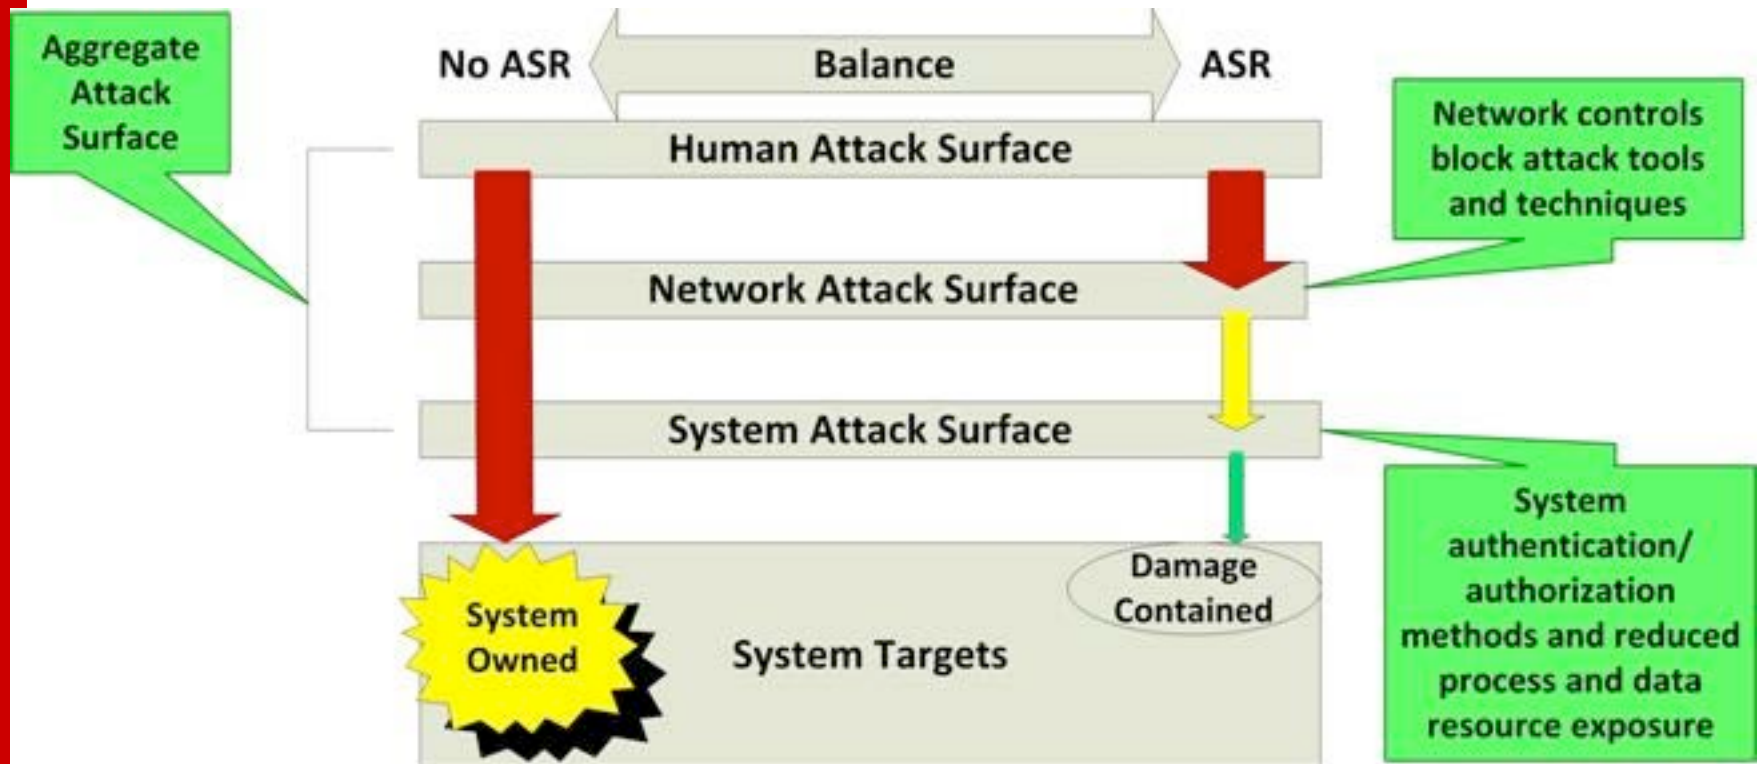 Aggregate
Attack
Surface
No ASR
Balance
ASR
Human Attack Surface
Network controls
block attack tools
and techniques
Network Attack Surface
System Attack Surface
System
authentication/
authorization
methods and reduced
process and data
resource exposure
System
Owned
System Targets
Damage
Contained